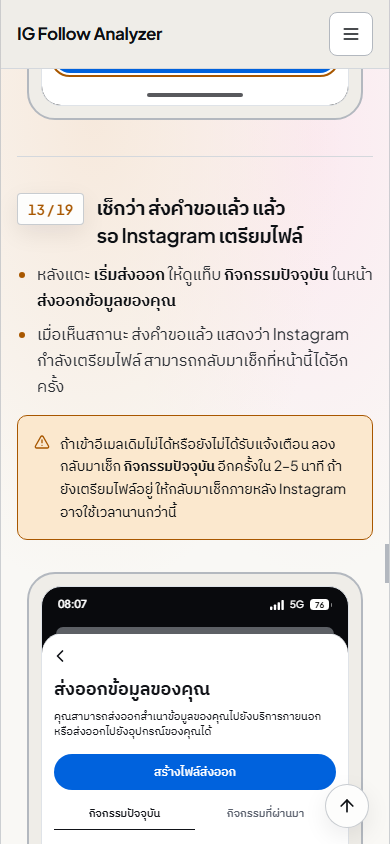 IG Follow Analyzer
13/19
เช็กว่า ส่งคำขอแล้ว แล้ว
รอ Instagram เตรียมไฟล์
หลังแตะ เริ่มส่งออก ให้ดูแท็บ กิจกรรมปัจจุบัน ในหน้า
ส่งออกข้อมูลของคุณ
เมื่อเห็นสถานะ ส่งคำขอแล้ว แสดงว่า Instagram
กำลังเตรียมไฟล์ สามารถกลับมาเช็กที่หน้านี้ได้อีก
ครั้ง
ถ้าเข้าอีเมลเดิมไม่ได้หรือยังไม่ได้รับแจ้งเตือน ลอง
กลับมาเช็ก กิจกรรมปัจจุบัน อีกครั้งใน 2–5 นาที ถ้า
ยังเตรียมไฟล์อยู่ ให้กลับมาเช็กภายหลัง Instagram
อาจใช้เวลานานกว่านี้
08:07 5G 76
ส่งออกข้อมูลของคุณ
คุณสามารถส่งออกสำเนาข้อมูลของคุณไปยังบริการภายนอก
หรือส่งออกไปยังอุปกรณ์ของคุณได้
สร้างไฟล์ส่งออก
กิจกรรมปัจจุบัน กิจกรรมที่ผ่านมา